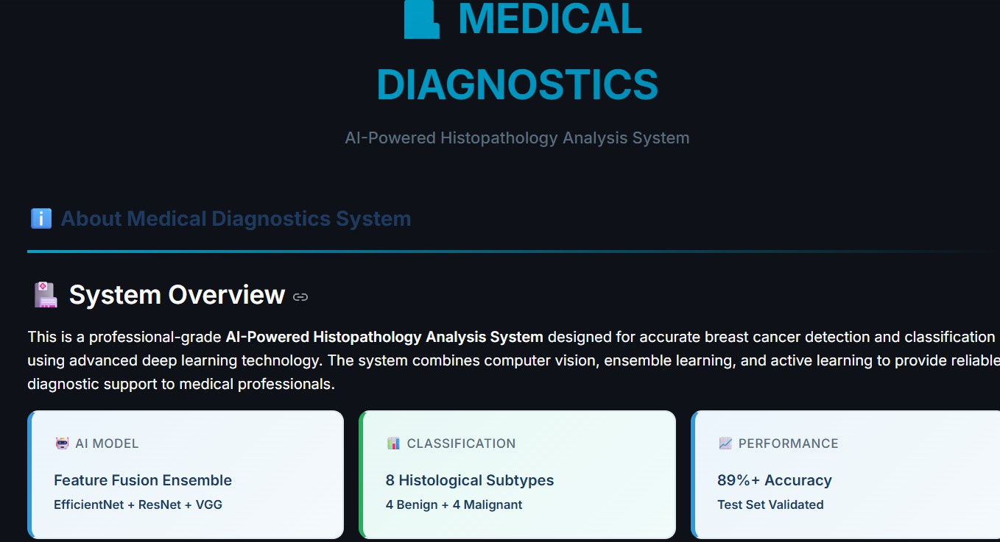 MEDICAL
DIAGNOSTICS
AI-Powered Histopathology Analysis System
About Medical Diagnostics System
System Overview
This is a professional-grade AI-Powered Histopathology Analysis System designed for accurate breast cancer detection and classification
using advanced deep learning technology. The system combines computer vision, ensemble learning, and active learning to provide reliable
diagnostic support to medical professionals.
AI MODEL
Feature Fusion Ensemble
EfficientNet + ResNet + VGG
CLASSIFICATION
8 Histological Subtypes
4 Benign + 4 Malignant
PERFORMANCE
89%+ Accuracy
Test Set Validated